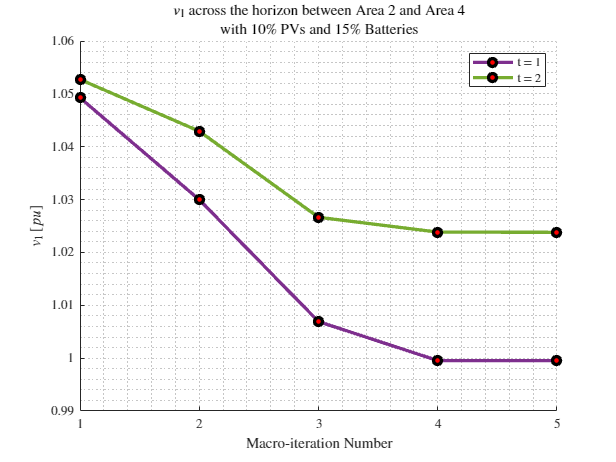 v₁ across the horizon between Area 2 and Area 4
with 10% PVs and 15% Batteries
t = 1
t = 2
1.06
1.05
1.04
1.03
1.02
1.01
1
0.99
v₁ [pu]
1 2 3 4 5
Macro-iteration Number